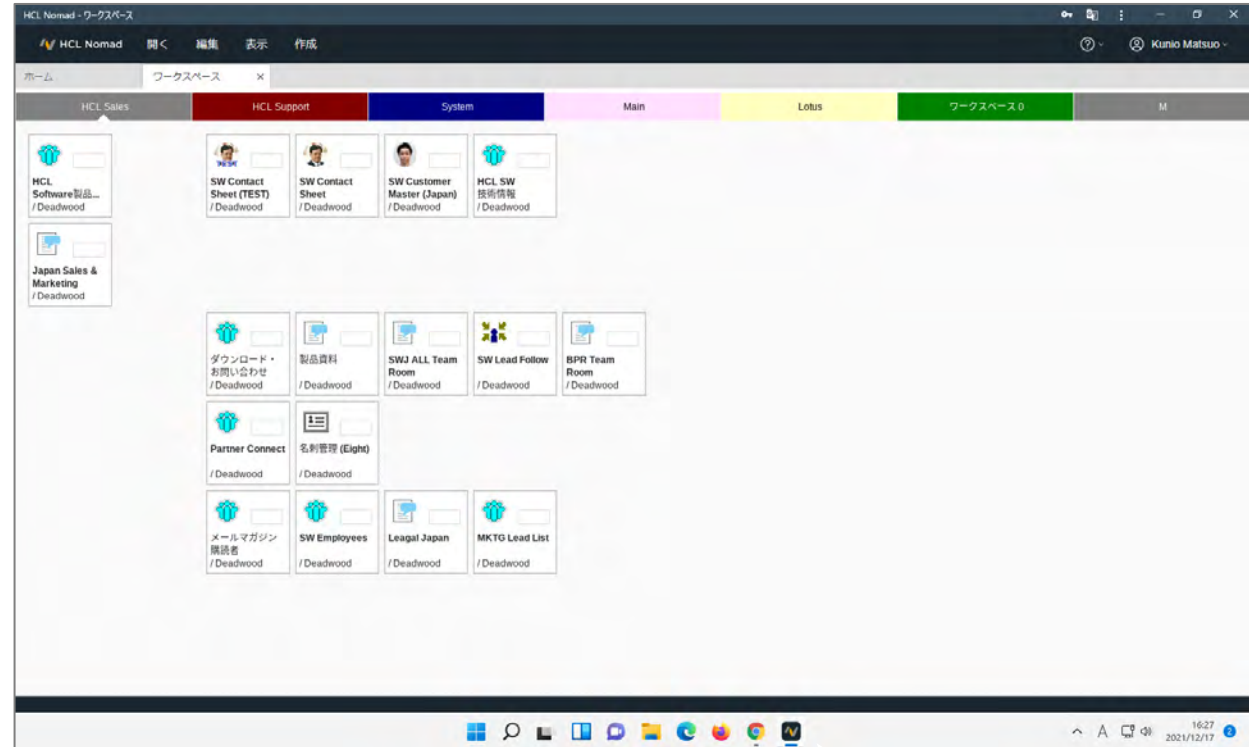 HCL Nomad - ワークスペース
HCL Nomad 開く 編集 表示 作成 Kunio Matsuo
ホーム ワークスペース ×
HCL Sales HCL Support System Main Lotus ワークスペース 0 M
HCL
Software製品...
/ Deadwood
SW Contact
Sheet (TEST)
/ Deadwood
SW Contact
Sheet
/ Deadwood
SW Customer
Master (Japan)
/ Deadwood
HCL SW
技術情報
/ Deadwood
Japan Sales &
Marketing
/ Deadwood
ダウンロード・
お問い合わせ
/ Deadwood
製品資料
/ Deadwood
SWJ ALL Team
Room
/ Deadwood
SW Lead Follow
/ Deadwood
BPR Team
Room
/ Deadwood
Partner Connect
/ Deadwood
名刺管理 (Eight)
/ Deadwood
メールマガジン
購読者
/ Deadwood
SW Employees
/ Deadwood
Leagal Japan
/ Deadwood
MKTG Lead List
/ Deadwood
A
16:27
2021/12/17
2